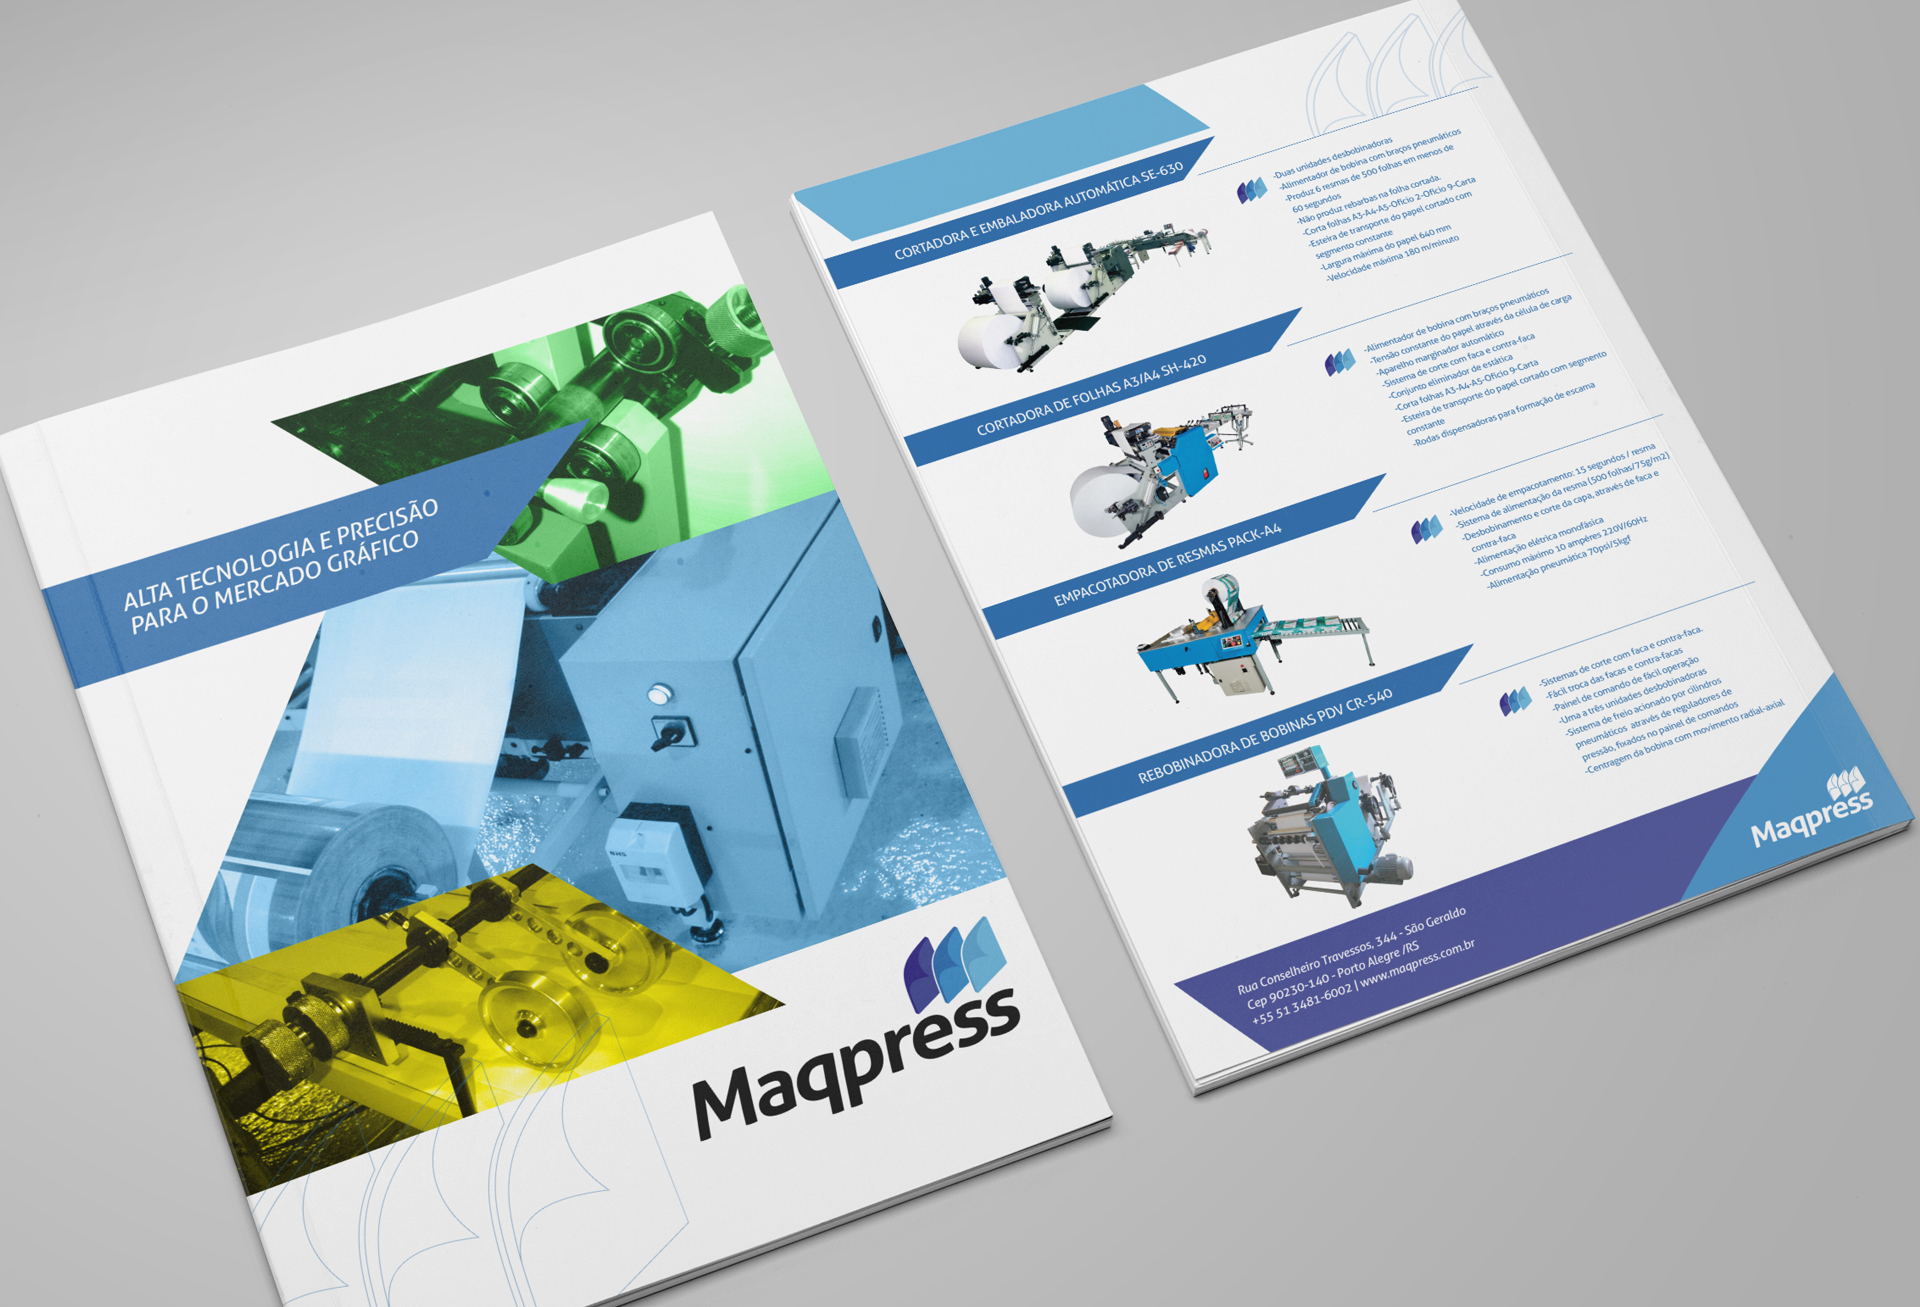 ALTA TECNOLOGIA E PRECISÃO
PARA O MERCADO GRÁFICO
Maqpress
CORTADORA E EMBALADORA AUTOMÁTICA SE-630
-Duas unidades desbobinadoras
-Alimentador de bobina com braços pneumáticos
-Produz 6 resmas de 500 folhas em menos de
60 segundos
-Não produz rebarbas na folha cortada.
-Corta folhas A3-A4-A5-Ofício 2-Ofício 9-Carta
-Esteira de transporte do papel cortado com
segmento constante
-Largura máxima do papel 640 mm
-Velocidade máxima 180 m/minuto
CORTADORA DE FOLHAS A3/A4 SH-420
-Alimentador de bobina com braços pneumáticos
-Tensão constante do papel através da célula de carga
-Aparelho marginador automático
-Sistema de corte com faca e contra-faca
-Conjunto eliminador de estática
-Corta folhas A3-A4-A5-Ofício 9-Carta
-Esteira de transporte do papel cortado com segmento
constante
-Rodas dispensadoras para formação de escama
EMPACOTADORA DE RESMAS PACK-A4
-Velocidade de empacotamento: 15 segundos / resma
-Sistema de alimentação da resma (500 folhas/75g/m2)
-Desbobinamento e corte da capa, através de faca e
contra-faca
-Alimentação elétrica monofásica
-Consumo máximo 10 ampéres 220V/60Hz
-Alimentação pneumática 70psi/5kgf
REBOBINADORA DE BOBINAS PDV CR-540
-Sistemas de corte com faca e contra-faca.
-Fácil troca das facas e contra-facas
-Painel de comando de fácil operação
-Uma a três unidades desbobinadoras
-Sistema de freio acionado por cilindros
pneumáticos através de reguladores de
pressão, fixados no painel de comandos
-Centragem da bobina com movimento radial-axial
Rua Conselheiro Travessos, 344 - São Geraldo
Cep 90230-140 - Porto Alegre /RS
+55 51 3481-6002 | www.maqpress.com.br
Maqpress